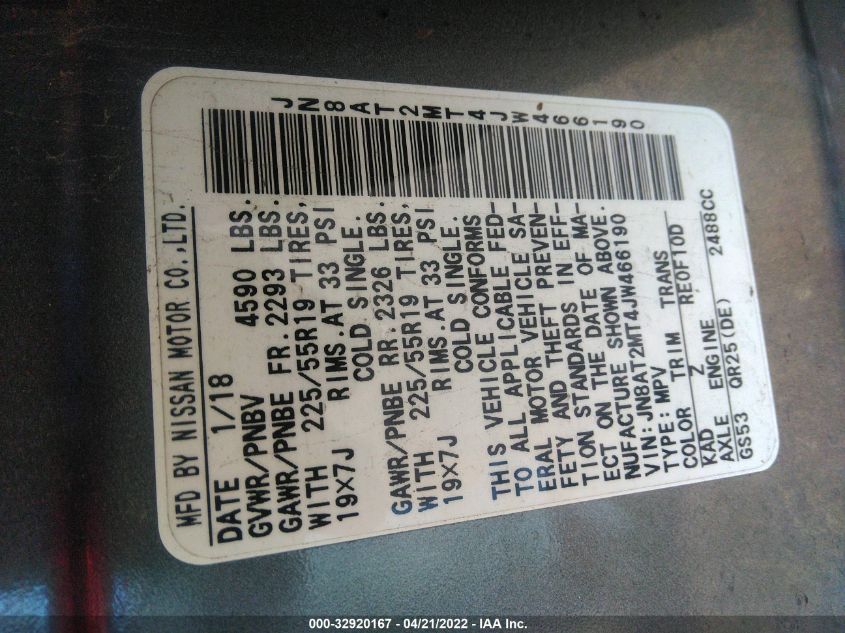 JN8AT2MT4JW466190
MFD BY NISSAN MOTOR CO.,LTD.
DATE 1/18
GVWR/PNBV 4590 LBS.
GAWR/PNBE FR.2293 LBS.
WITH 225/55R19 TIRES,
19×7J RIMS.AT 33 PSI
COLD SINGLE.
GAWR/PNBE RR.2326 LBS.
WITH 225/55R19 TIRES,
19×7J RIMS.AT 33 PSI
COLD SINGLE.
THIS VEHICLE CONFORMS
TO ALL APPLICABLE FED-
ERAL MOTOR VEHICLE SA-
FETY AND THEFT PREVEN-
TION STANDARDS IN EFF-
ECT ON THE DATE OF MA-
NUFACTURE SHOWN ABOVE.
VIN:JN8AT2MT4JW466190
TYPE:MPV
COLOR TRIM TRANS
KAD Z RE0F10D
AXLE ENGINE
GS53 QR25(DE) 2488CC
000-32920167 - 04/21/2022 - IAA Inc.